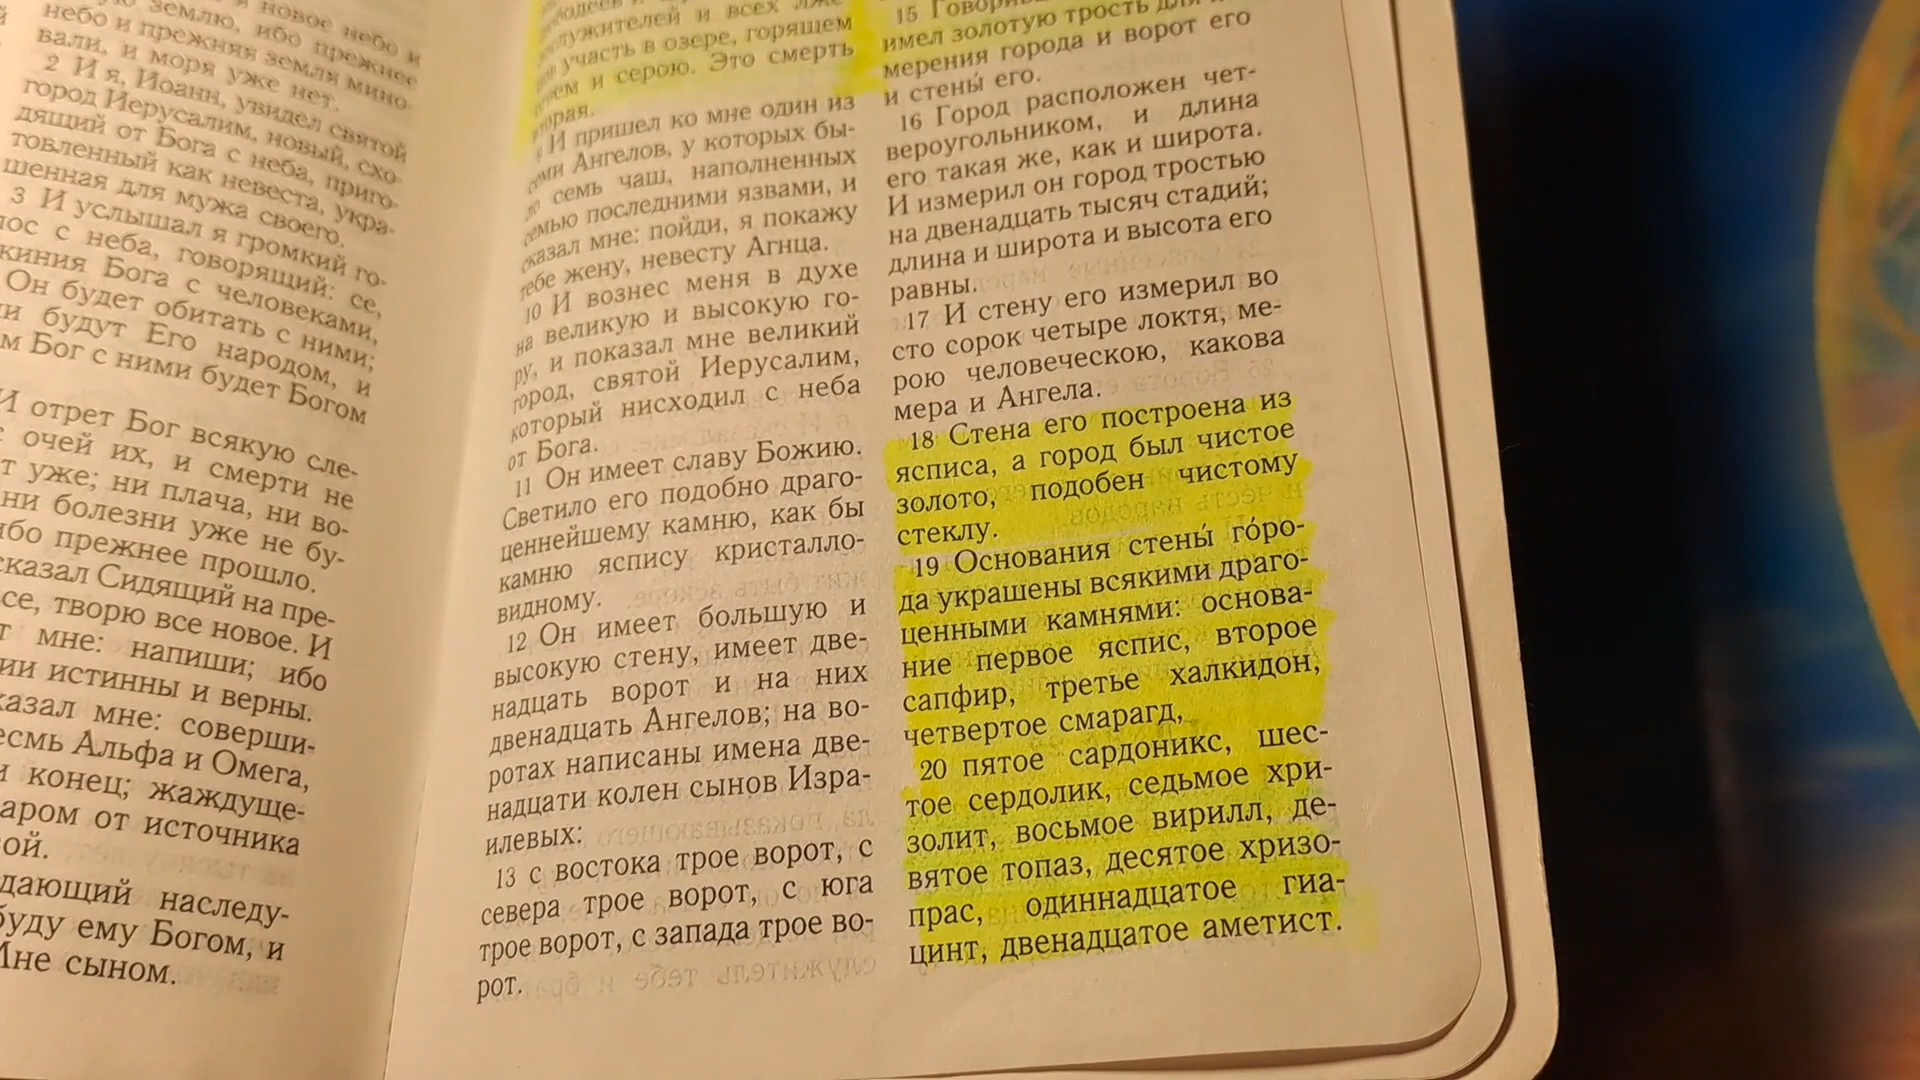 новое небо и
землю, ибо прежнее
небо и прежняя земля мино-
вали, и моря уже нет.
2 И я, Иоанн, увидел святой
город Иерусалим, новый, схо-
дящий от Бога с неба, приго-
товленный как невеста, укра-
шенная для мужа своего.
3 И услышал я громкий го-
с неба, говорящий: се,
Бога с человеками,
Он будет обитать с ними;
будут Его народом, и
Бог с ними будет Богом
И отрет Бог всякую сле-
с очей их, и смерти не
уже; ни плача, ни во-
ни болезни уже не бу-
ибо прежнее прошло.
сказал Сидящий на пре-
се, творю все новое. И
мне: напиши; ибо
истинны и верны.
мне: соверши-
Альфа и Омега,
и конец; жаждуще-
даром от источника
наследу-
буду ему Богом, и
Мне сыном.
служителей и всех
участь в озере, горящем
и серою. Это смерть
вторая.
9 И пришел ко мне один из
семи Ангелов, у которых бы-
ло семь чаш, наполненных
семью последними язвами, и
сказал мне: пойди, я покажу
тебе жену, невесту Агнца.
10 И вознес меня в духе
на великую и высокую го-
ру, и показал мне великий
город, святой Иерусалим,
который нисходил с неба
от Бога.
11 Он имеет славу Божию.
Светило его подобно драго-
ценнейшему камню, как бы
камню яспису кристалло-
видному.
12 Он имеет большую и
высокую стену, имеет две-
надцать ворот и на них
двенадцать Ангелов; на во-
ротах написаны имена две-
надцати колен сынов Изра-
илевых:
13 с востока трое ворот, с
севера трое ворот, с юга
трое ворот, с запада трое во-
рот.
15
имел золотую трость для
мерения города и ворот его
и стены́ его.
16 Город расположен чет-
вероугольником, и длина
его такая же, как и широта.
И измерил он город тростью
на двенадцать тысяч стадий;
длина и широта и высота его
равны.
17 И стену его измерил во
сто сорок четыре локтя, ме-
рою человеческою, какова
мера и Ангела.
18 Стена его построена из
ясписа, а город был чистое
золото, подобен чистому
стеклу.
19 Основания стены́ го́ро-
да украшены всякими драго-
ценными камнями: основа-
ние первое яспис, второе
сапфир, третье халкидон,
четвертое смарагд,
20 пятое сардоникс, шес-
тое сердолик, седьмое хри-
золит, восьмое вирилл, де-
вятое топаз, десятое хризо-
прас, одиннадцатое гиа-
цинт, двенадцатое аметист.